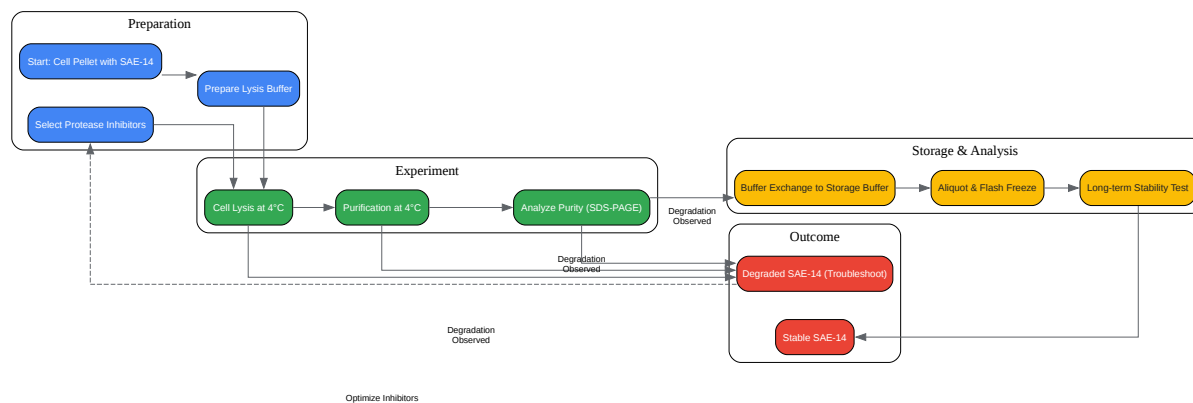 Preparation
Start: Cell Pellet with SAE-14
Prepare Lysis Buffer
Select Protease Inhibitors
Experiment
Cell Lysis at 4°C
Purification at 4°C
Analyze Purity (SDS-PAGE)
Storage & Analysis
Buffer Exchange to Storage Buffer
Aliquot & Flash Freeze
Long-term Stability Test
Degradation
Observed
Outcome
Degradation
Observed
Degraded SAE-14 (Troubleshoot)
Stable SAE-14
Degradation
Observed
Optimize Inhibitors